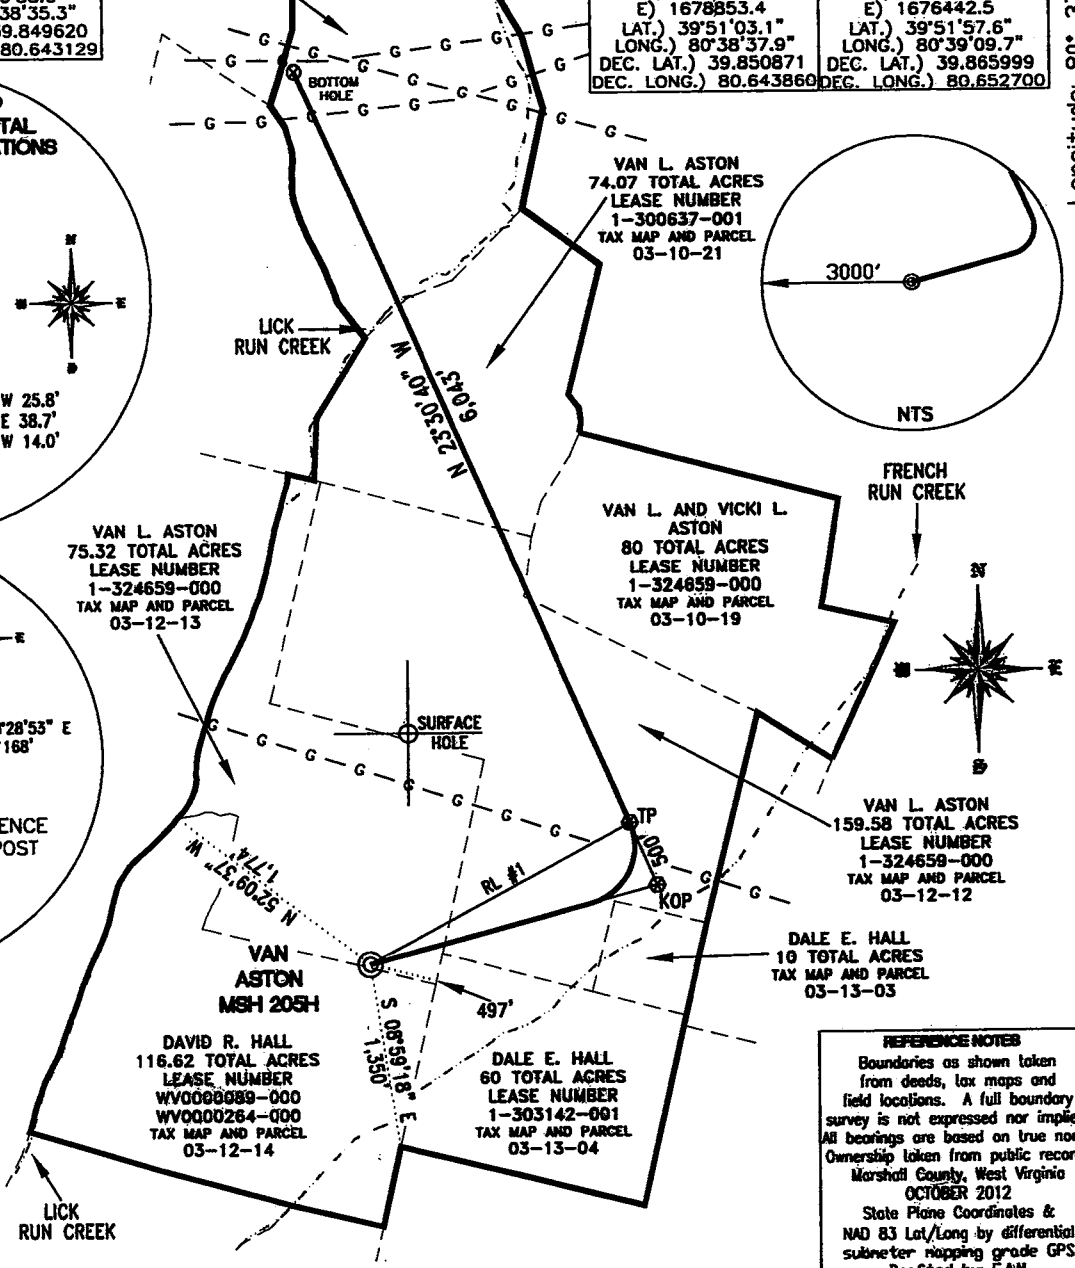 38'35.3"
9.849620
80.643129
E) 1678853.4
LAT.) 39°51'03.1"
LONG.) 80°38'37.9"
DEC. LAT.) 39.850871
DEC. LONG.) 80.643860
E) 1676442.5
LAT.) 39°51'57.6"
LONG.) 80°39'09.7"
DEC. LAT.) 39.865999
DEC. LONG.) 80.652700
BOTTOM
HOLE
TAL
TIONS
N
E
W 25.8'
E 38.7'
W 14.0'
VAN L. ASTON
74.07 TOTAL ACRES
LEASE NUMBER
1-300637-001
TAX MAP AND PARCEL
03-10-21
3000'
NTS
LICK
RUN CREEK
N 23°30'40" W
6,043'
FRENCH
RUN CREEK
VAN L. AND VICKI L.
ASTON
80 TOTAL ACRES
LEASE NUMBER
1-324659-000
TAX MAP AND PARCEL
03-10-19
VAN L. ASTON
75.32 TOTAL ACRES
LEASE NUMBER
1-324659-000
TAX MAP AND PARCEL
03-12-13
N
E
S
E
°28'53" E
168'
ENCE
POST
SURFACE
HOLE
G G G G G G G G G G
TP
500'
KOP
RL #1
N 52°09'37" W
1,774'
VAN L. ASTON
159.58 TOTAL ACRES
LEASE NUMBER
1-324659-000
TAX MAP AND PARCEL
03-12-12
VAN
ASTON
MSH 205H
497'
DALE E. HALL
10 TOTAL ACRES
TAX MAP AND PARCEL
03-13-03
S 08°59'18" E
1,350'
DAVID R. HALL
116.62 TOTAL ACRES
LEASE NUMBER
WV0000089-000
WV0000264-000
TAX MAP AND PARCEL
03-12-14
DALE E. HALL
60 TOTAL ACRES
LEASE NUMBER
1-303142-001
TAX MAP AND PARCEL
03-13-04
LICK
RUN CREEK
REFERENCE NOTES
Boundaries as shown taken
from deeds, tax maps and
field locations. A full boundary
survey is not expressed nor implie
All bearings are based on true nor
Ownership taken from public recor
Marshall County, West Virginia
OCTOBER 2012
State Plane Coordinates &
NAD 83 Lat/Long by differential
submeter mapping grade GPS